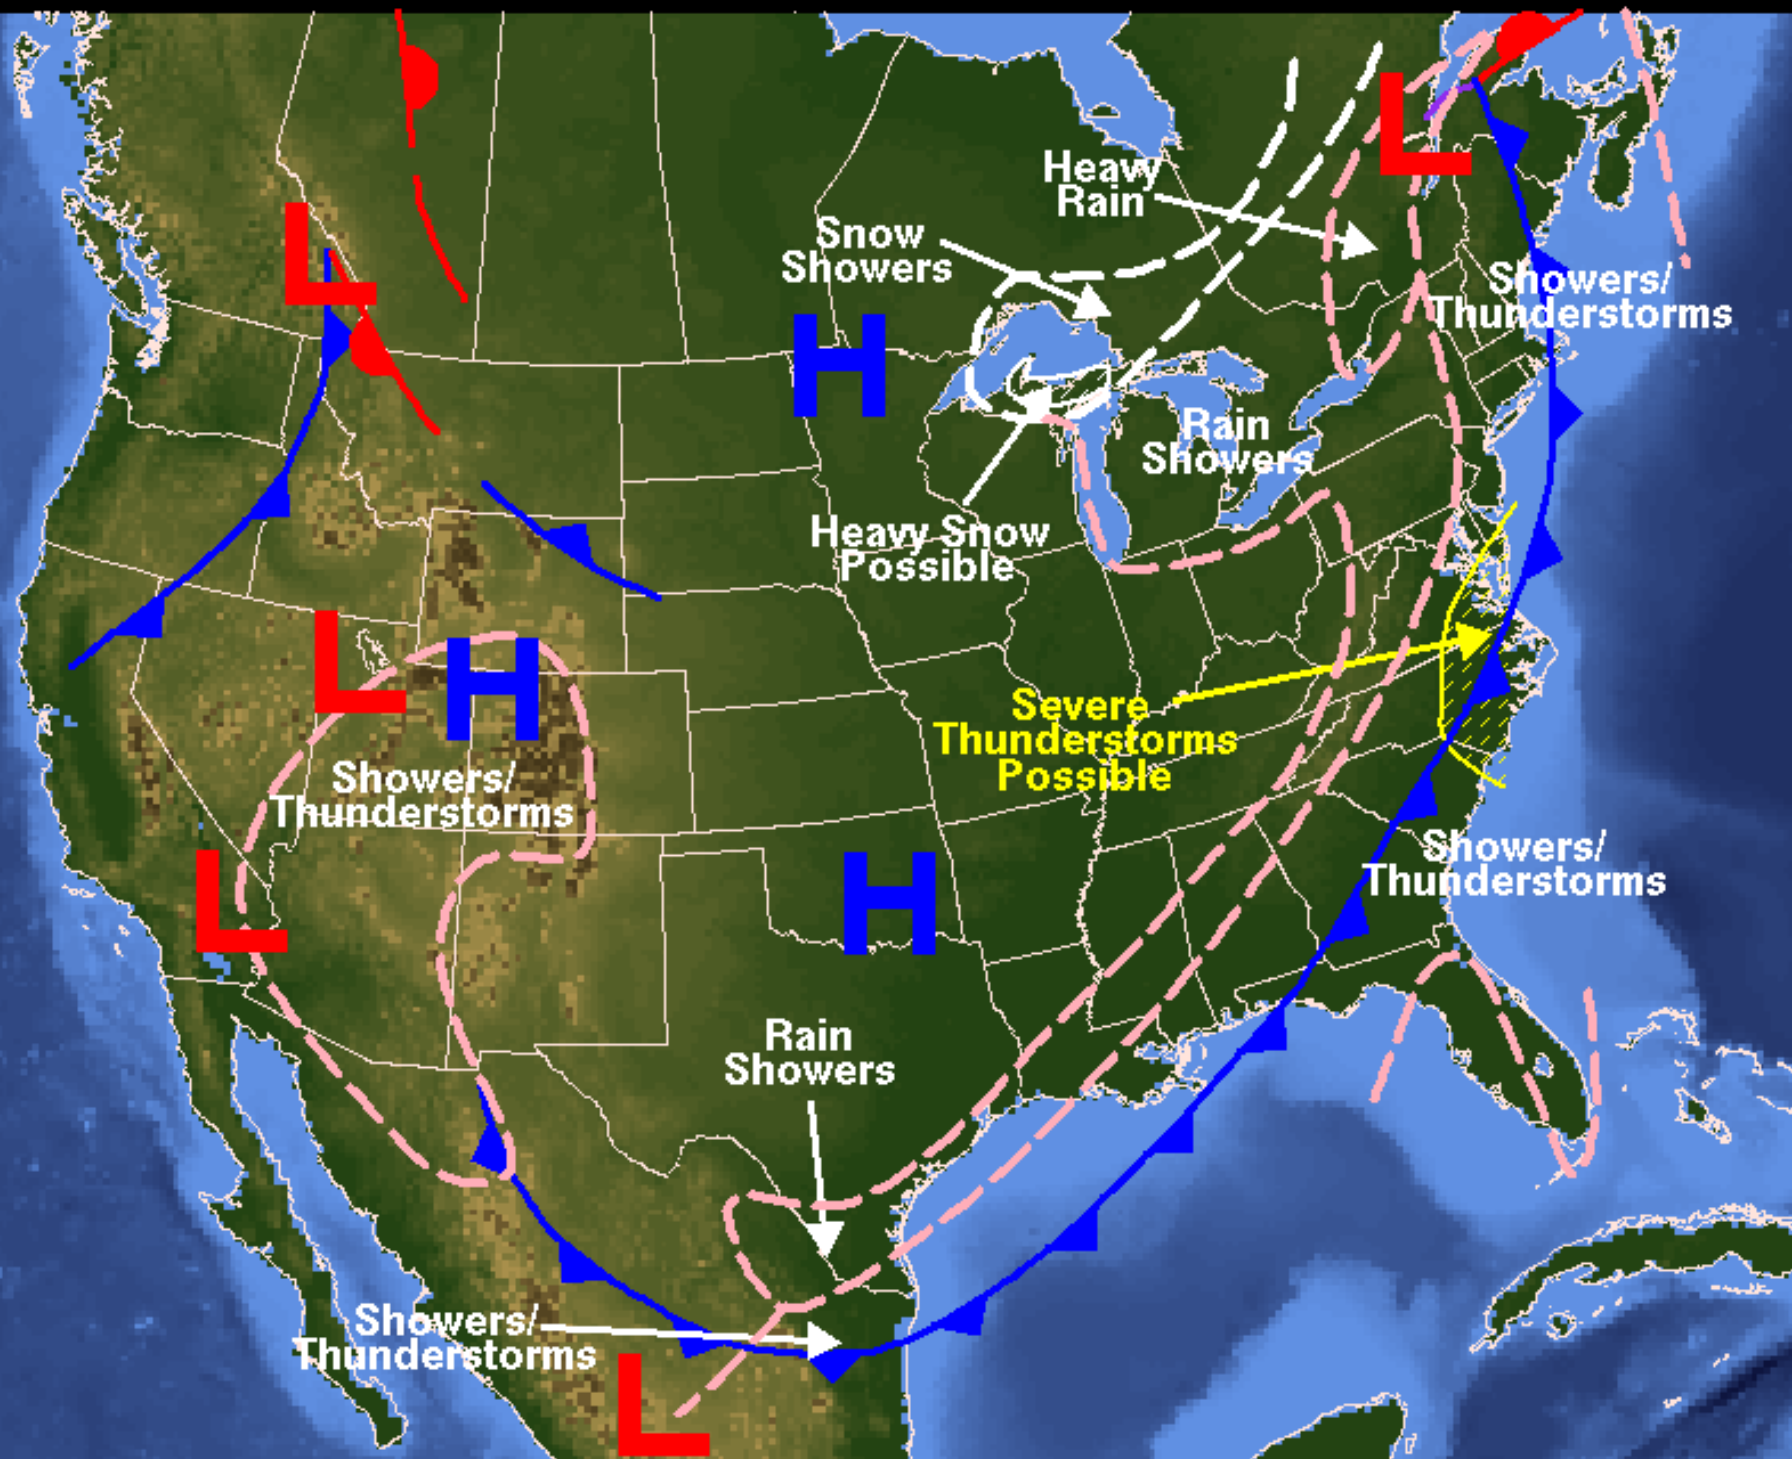 L
Heavy
Rain
Snow
Showers
L
Showers/
Thunderstorms
H
Rain
Showers
Heavy Snow
Possible
L
H
Severe
Thunderstorms
Possible
Showers/
Thunderstorms
Showers/
Thunderstorms
L
H
Rain
Showers
Showers/
Thunderstorms
L